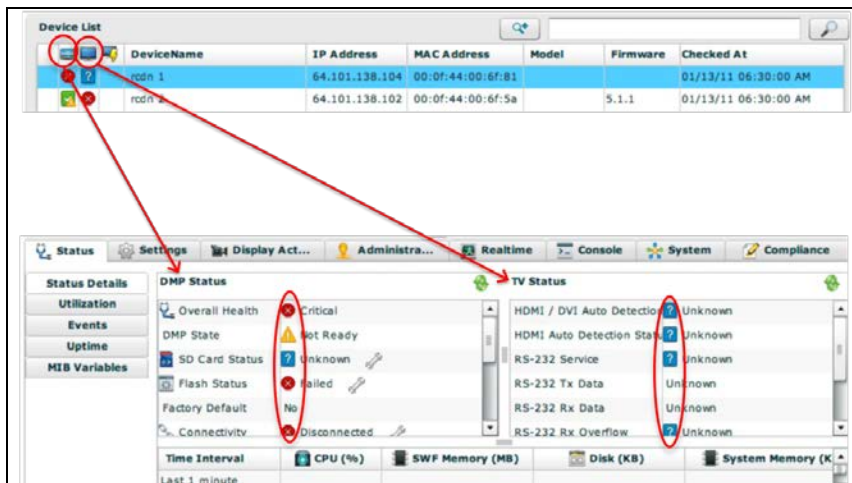 Device List
DeviceName IP Address MAC Address Model Firmware Checked At
rcdn 1 64.101.138.104 00:0f:44:00:6f:81 01/13/11 06:30:00 AM
rcdn 2 64.101.138.102 00:0f:44:00:6f:5a 5.1.1 01/13/11 06:30:00 AM
Status Settings Display Act... Administra... Realtime Console System Compliance
Status Details
Utilization
Events
Uptime
MIB Variables
DMP Status
Overall Health Critical
DMP State Not Ready
SD Card Status Unknown
Flash Status Failed
Factory Default No
Connectivity Disconnected
TV Status
HDMI / DVI Auto Detection Unknown
HDMI Auto Detection Statu Unknown
RS-232 Service Unknown
RS-232 Tx Data Unknown
RS-232 Rx Data Unknown
RS-232 Rx Overflow Unknown
Time Interval CPU (%) SWF Memory (MB) Disk (KB) System Memory (K
Last 1 minute